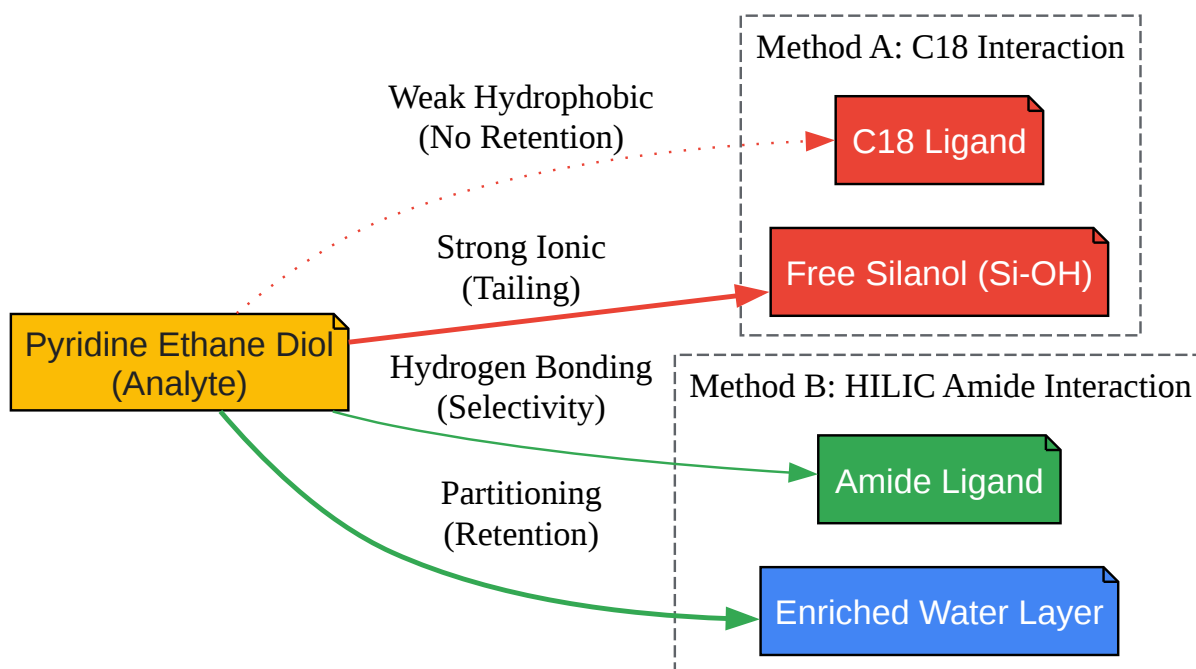 Method A: C18 Interaction
Weak Hydrophobic
(No Retention)
C18 Ligand
Strong Ionic
(Tailing)
Free Silanol (Si-OH)
Pyridine Ethane Diol
(Analyte)
Hydrogen Bonding
(Selectivity)
Method B: HILIC Amide Interaction
Amide Ligand
Partitioning
(Retention)
Enriched Water Layer